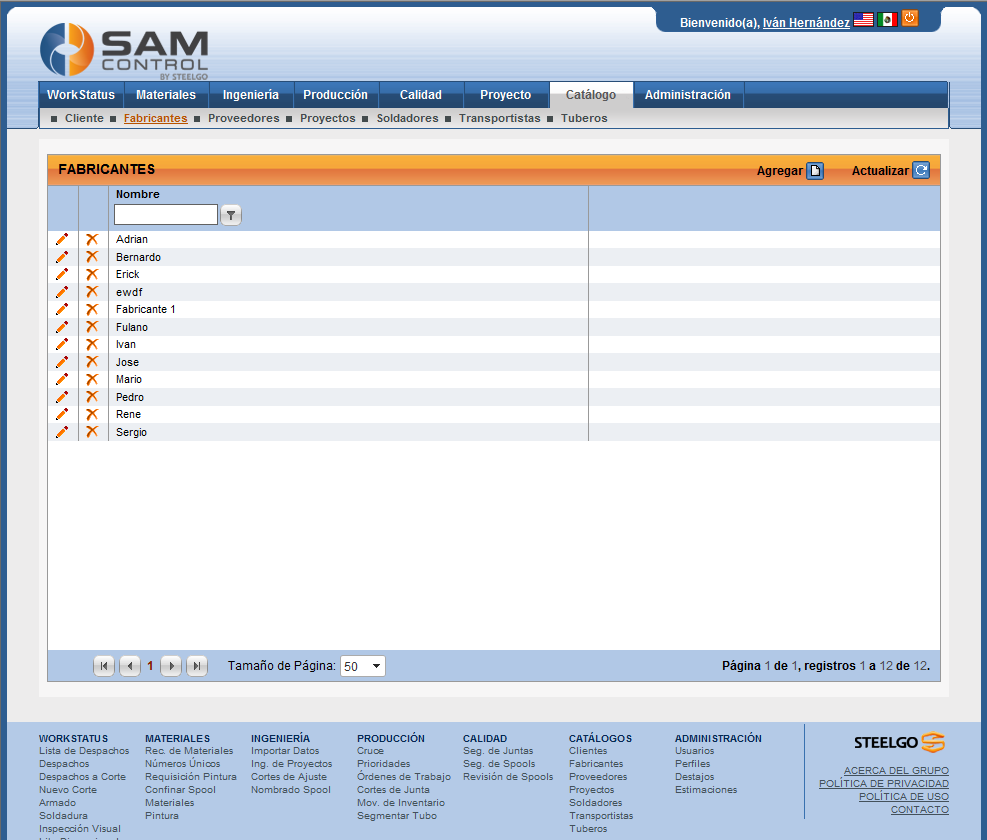 Bienvenido(a), Iván Hernández
SAM
CONTROL
BY STEELGO
WorkStatus Materiales Ingeniería Producción Calidad Proyecto Catálogo Administración
Cliente Fabricantes Proveedores Proyectos Soldadores Transportistas Tuberos
FABRICANTES Agregar Actualizar
Nombre
Adrian
Bernardo
Erick
ewdf
Fabricante 1
Fulano
Ivan
Jose
Mario
Pedro
Rene
Sergio
1 Tamaño de Página: 50 Página 1 de 1, registros 1 a 12 de 12.
WORKSTATUS
Lista de Despachos
Despachos
Despachos a Corte
Nuevo Corte
Armado
Soldadura
Inspección Visual
MATERIALES
Rec. de Materiales
Números Únicos
Requisición Pintura
Confinar Spool
Materiales
Pintura
INGENIERÍA
Importar Datos
Ing. de Proyectos
Cortes de Ajuste
Nombrado Spool
PRODUCCIÓN
Cruce
Prioridades
Órdenes de Trabajo
Cortes de Junta
Mov. de Inventario
Segmentar Tubo
CALIDAD
Seg. de Juntas
Seg. de Spools
Revisión de Spools
CATÁLOGOS
Clientes
Fabricantes
Proveedores
Proyectos
Soldadores
Transportistas
Tuberos
ADMINISTRACIÓN
Usuarios
Perfiles
Destajos
Estimaciones
STEELGO
ACERCA DEL GRUPO
POLÍTICA DE PRIVACIDAD
POLÍTICA DE USO
CONTACTO